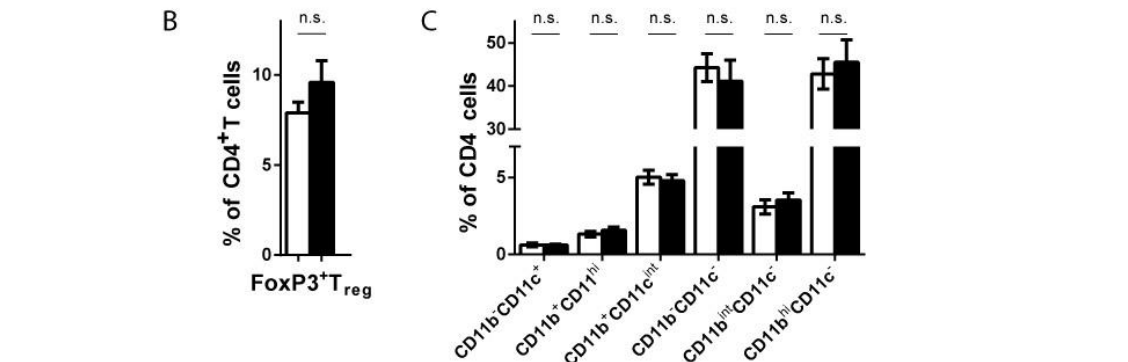 B
n.s.
10
5
0
% of CD4⁺T cells
FoxP3⁺Treg
C
n.s. n.s. n.s. n.s. n.s. n.s.
50
40
30
5
0
% of CD4 cells
CD11b⁻CD11c⁺
CD11b⁺CD11ʰⁱ
CD11b⁺CD11cⁱⁿᵗ
CD11b⁻CD11c⁻
CD11bⁱⁿᵗCD11c⁻
CD11bʰⁱCD11c⁻